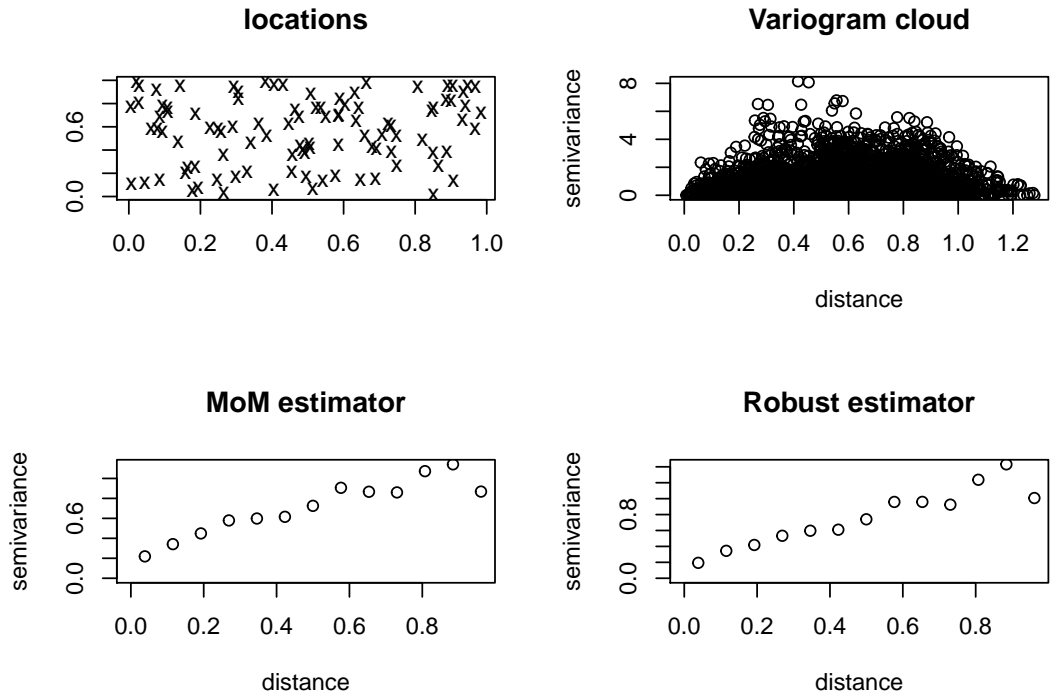 locations
0.0 0.6
0.0 0.2 0.4 0.6 0.8 1.0
Variogram cloud
semivariance
0 4 8
0.0 0.2 0.4 0.6 0.8 1.0 1.2
distance
MoM estimator
semivariance
0.0 0.6
0.0 0.2 0.4 0.6 0.8
distance
Robust estimator
semivariance
0.0 0.8
0.0 0.2 0.4 0.6 0.8
distance